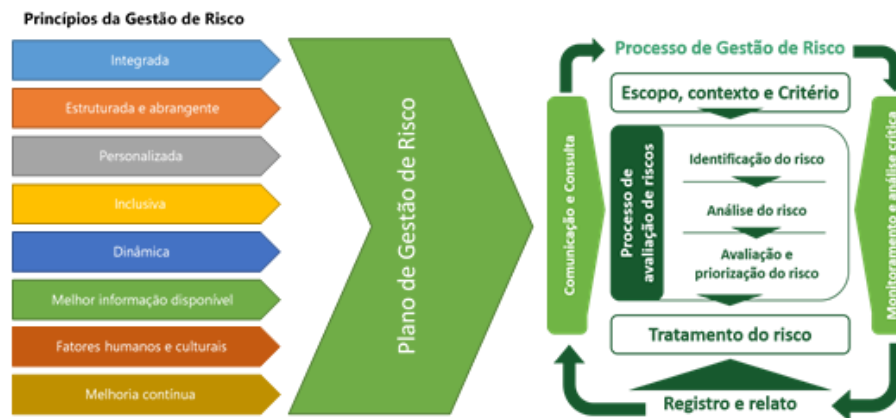 Princípios da Gestão de Risco
Integrada
Estruturada e abrangente
Personalizada
Inclusiva
Dinâmica
Melhor informação disponível
Fatores humanos e culturais
Melhoria contínua
Plano de Gestão de Risco
Processo de Gestão de Risco
Escopo, contexto e Critério
Comunicação e Consulta
Processo de
avaliação de riscos
Identificação do risco
Análise do risco
Avaliação e
priorização do risco
Monitoramento e análise crítica
Tratamento do risco
Registro e relato